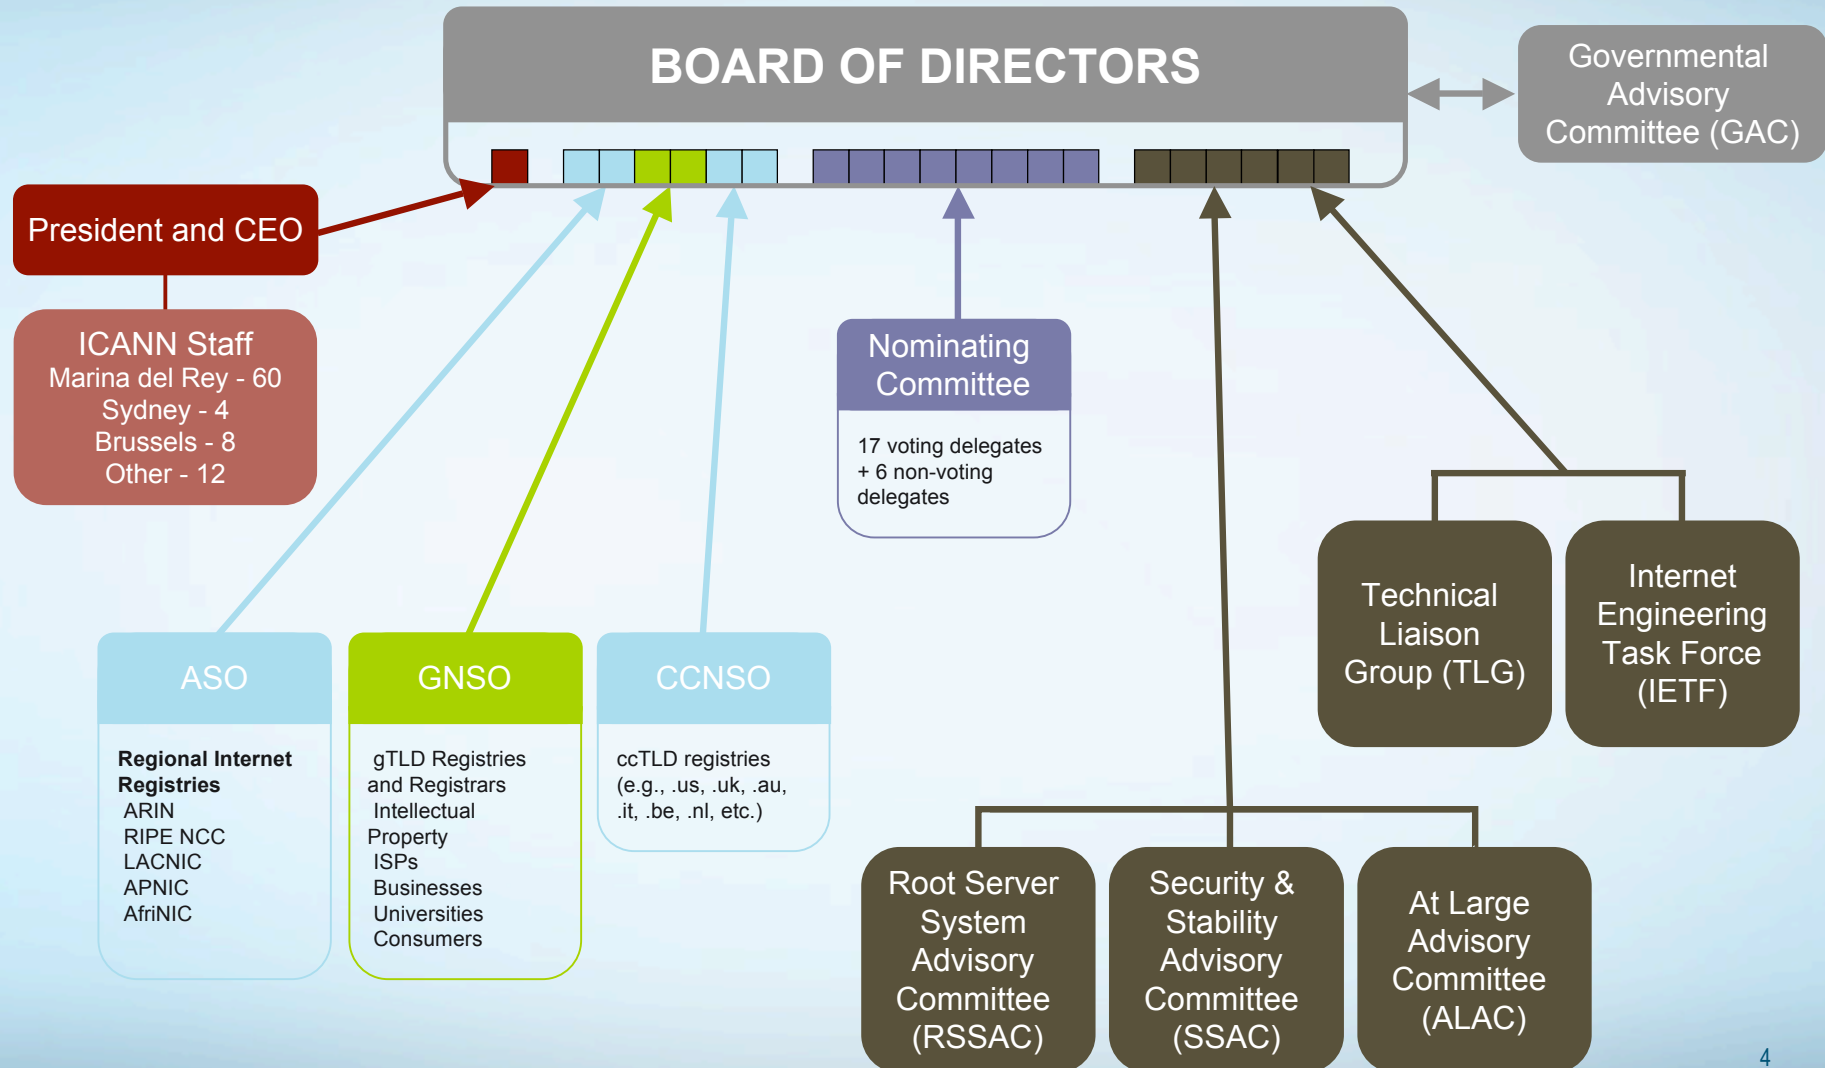 BOARD OF DIRECTORS
Governmental
Advisory
Committee (GAC)
President and CEO
ICANN Staff
Marina del Rey - 60
Sydney - 4
Brussels - 8
Other - 12
Nominating
Committee
17 voting delegates
+ 6 non-voting
delegates
Technical
Liaison
Group (TLG)
Internet
Engineering
Task Force
(IETF)
ASO
Regional Internet
Registries
ARIN
RIPE NCC
LACNIC
APNIC
AfriNIC
GNSO
gTLD Registries
and Registrars
Intellectual
Property
ISPs
Businesses
Universities
Consumers
CCNSO
ccTLD registries
(e.g., .us, .uk, .au,
.it, .be, .nl, etc.)
Root Server
System
Advisory
Committee
(RSSAC)
Security &
Stability
Advisory
Committee
(SSAC)
At Large
Advisory
Committee
(ALAC)
4